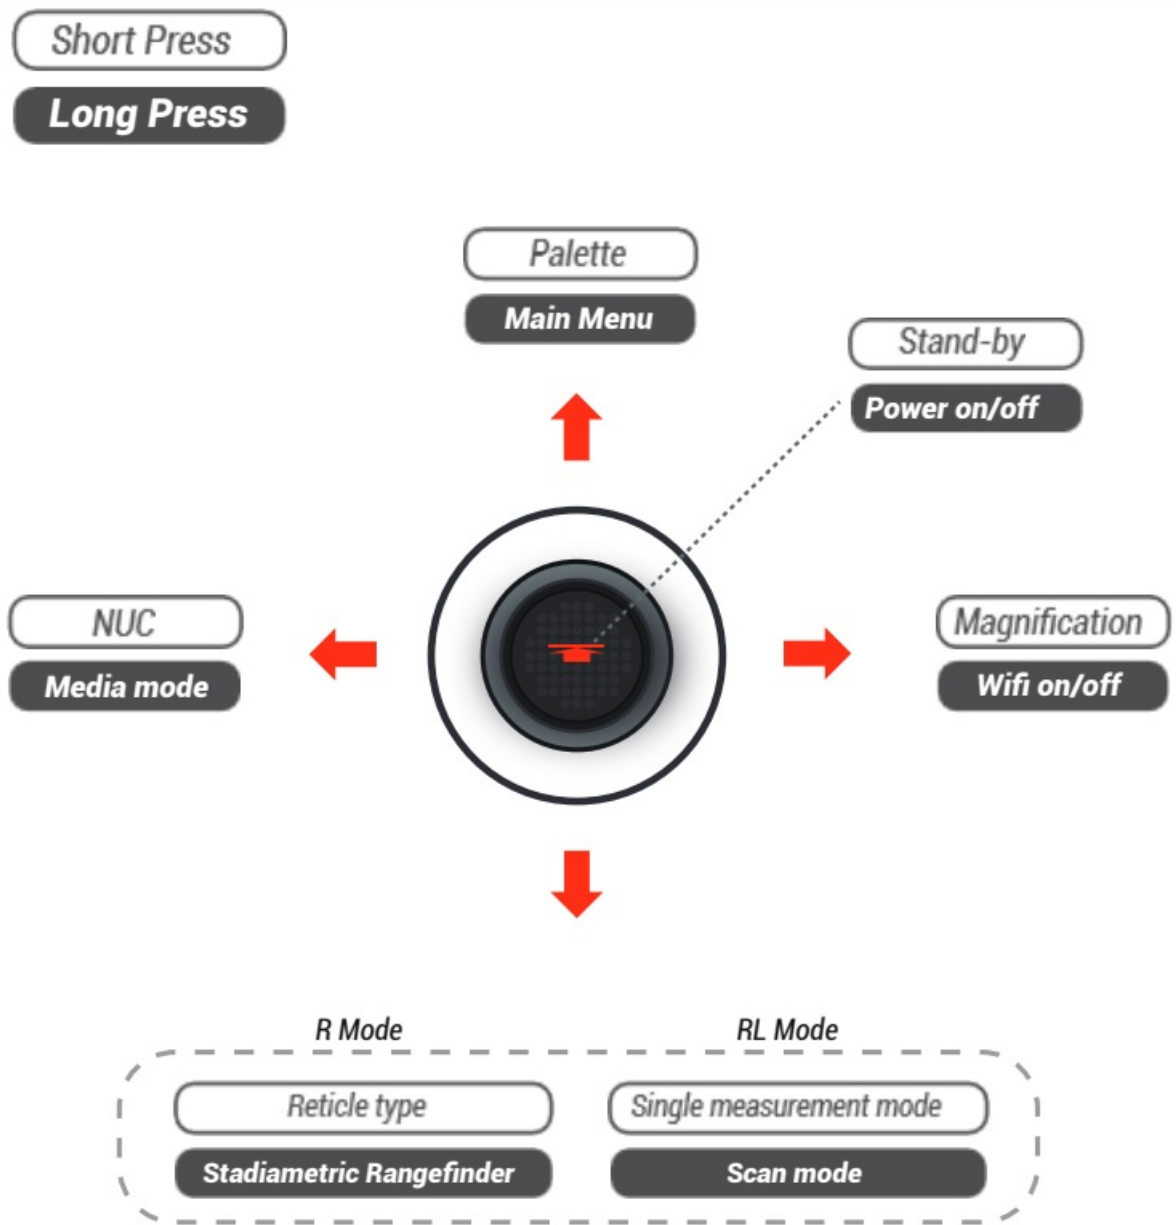 Short Press
Long Press
Palette
Main Menu
Stand-by
Power on/off
NUC
Media mode
Magnification
Wifi on/off
R Mode
RL Mode
Reticle type
Single measurement mode
Stadiametric Rangefinder
Scan mode